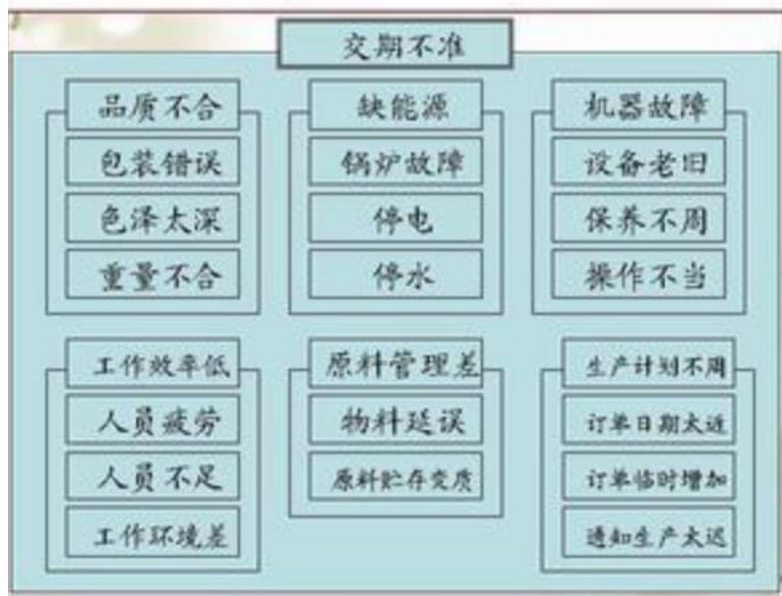 交期不准
品质不合
包装错误
色泽太深
重量不合
缺能源
锅炉故障
停电
停水
机器故障
设备老旧
保养不周
操作不当
工作效率低
人员疲劳
人员不足
工作环境差
原料管理差
物料延误
原料贮存变质
生产计划不周
订单日期太近
订单临时增加
通知生产太迟